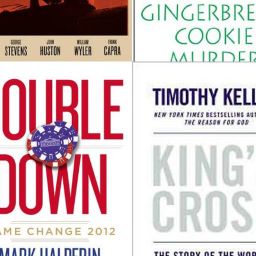 GEORGE STEVENS
JOHN HUSTON
WILLIAM WYLER
FRANK CAPRA
GINGERBRE
COOKIE
MURDER
OUBLE
DOWN
AME CHANGE 2012
MARK HALPERIN
TIMOTHY KELL
NEW YORK TIMES BESTSELLING AUT
THE REASON FOR GOD
KING'
CROS
THE STORY OF THE WOR